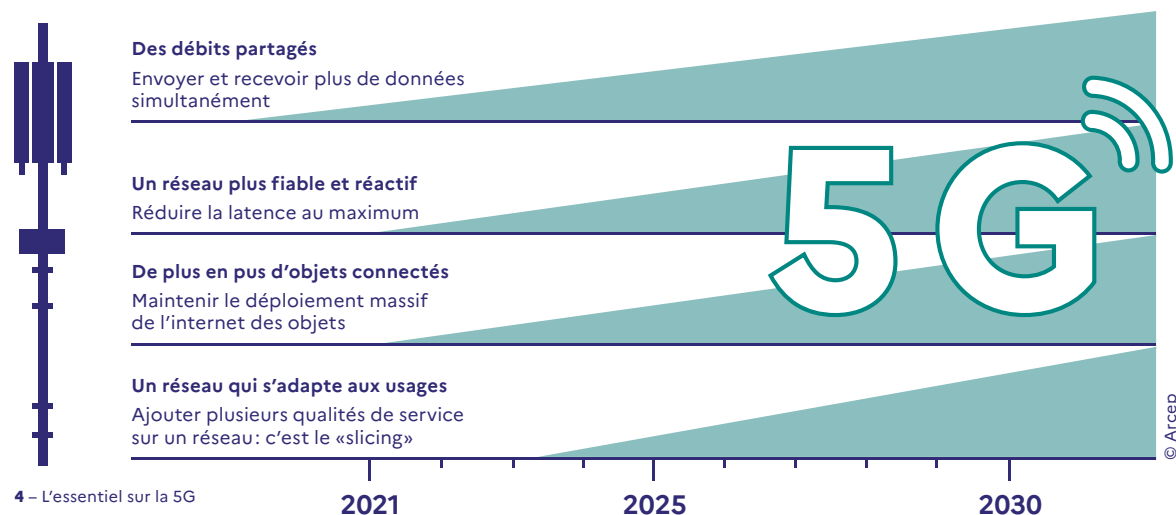 Des débits partagés
Envoyer et recevoir plus de données
simultanément
Un réseau plus fiable et réactif
Réduire la latence au maximum
De plus en pus d’objets connectés
Maintenir le déploiement massif
de l’internet des objets
Un réseau qui s’adapte aux usages
Ajouter plusieurs qualités de service
sur un réseau : c’est le «slicing»
5G
© Arcep
2021
2025
2030
4 – L’essentiel sur la 5G